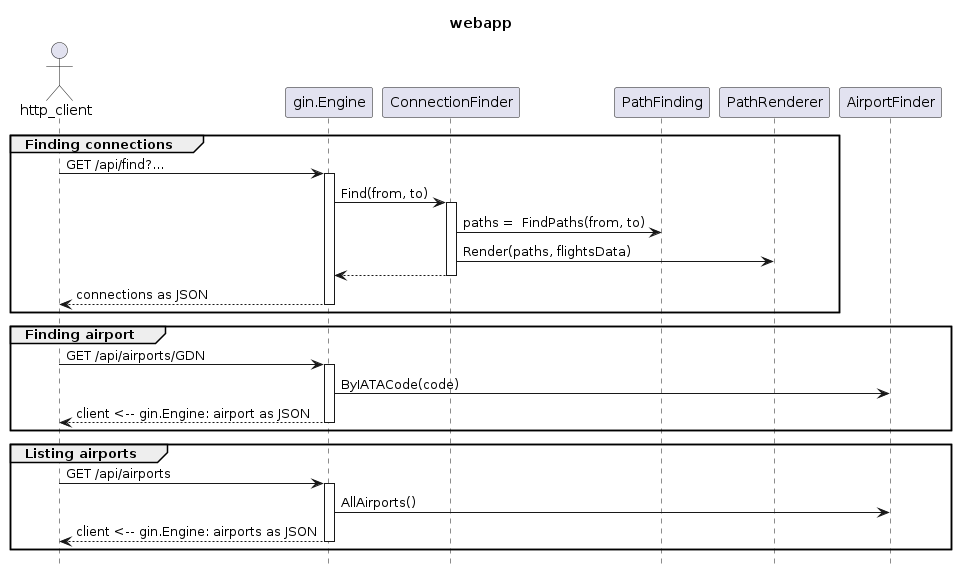 webapp
http_client
gin.Engine
ConnectionFinder
PathFinding
PathRenderer
AirportFinder
Finding connections
GET /api/find?...
Find(from, to)
paths =  FindPaths(from, to)
Render(paths, flightsData)
connections as JSON
Finding airport
GET /api/airports/GDN
ByIATACode(code)
client <-- gin.Engine: airport as JSON
Listing airports
GET /api/airports
AllAirports()
client <-- gin.Engine: airports as JSON